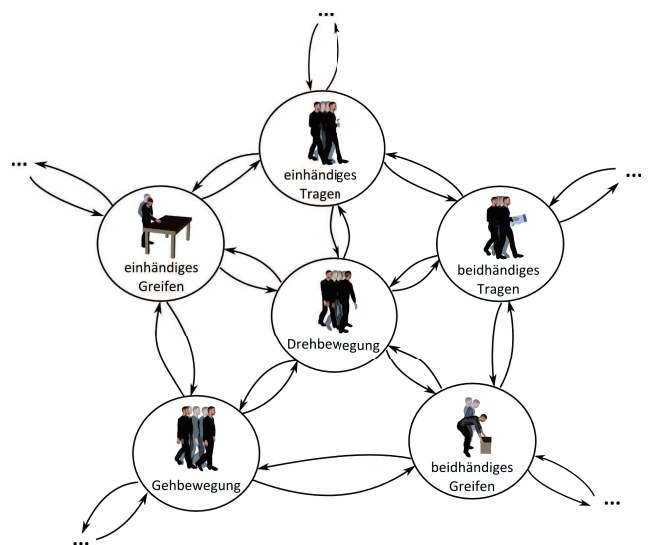 ...
einhändiges
Tragen
...
...
einhändiges
Greifen
beidhändiges
Tragen
Drehbewegung
Gehbewegung
beidhändiges
Greifen
...
...